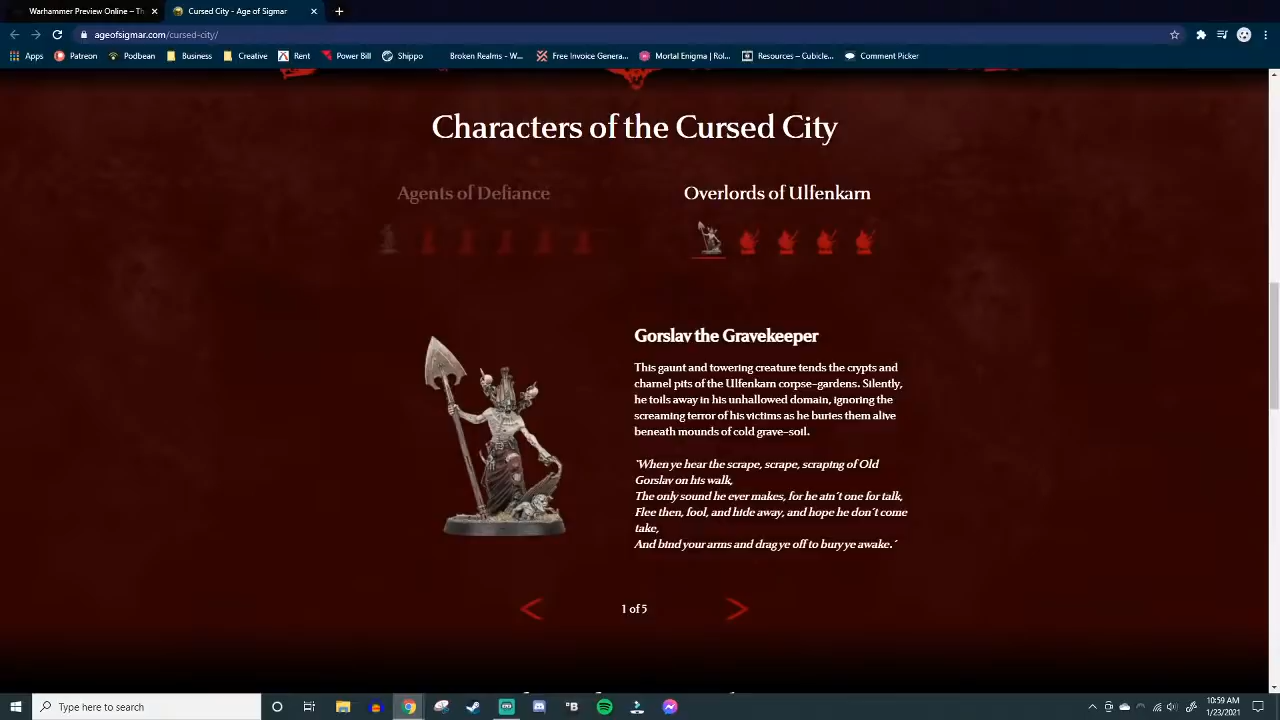 Warhammer Preview Online – Th
Cursed City - Age of Sigmar
ageofsigmar.com/cursed-city/
Apps
Patreon
Podbean
Business
Creative
Rent
Power Bill
Shippo
Broken Realms - W...
Free Invoice Genera...
Mortal Enigma | Rol...
Resources – Cubicle...
Comment Picker
Characters of the Cursed City
Agents of Defiance
Overlords of Ulfenkarn
Gorslav the Gravekeeper
This gaunt and towering creature tends the crypts and
charnel pits of the Ulfenkarn corpse-gardens. Silently,
he toils away in his unhallowed domain, ignoring the
screaming terror of his victims as he buries them alive
beneath mounds of cold grave-soil.
‘When ye hear the scrape, scrape, scraping of Old
Gorslav on his walk,
The only sound he ever makes, for he ain’t one for talk,
Flee then, fool, and hide away, and hope he don’t come
take,
And bind your arms and drag ye off to bury ye awake.’
1 of 5
Type here to search
10:59 AM
1/23/2021